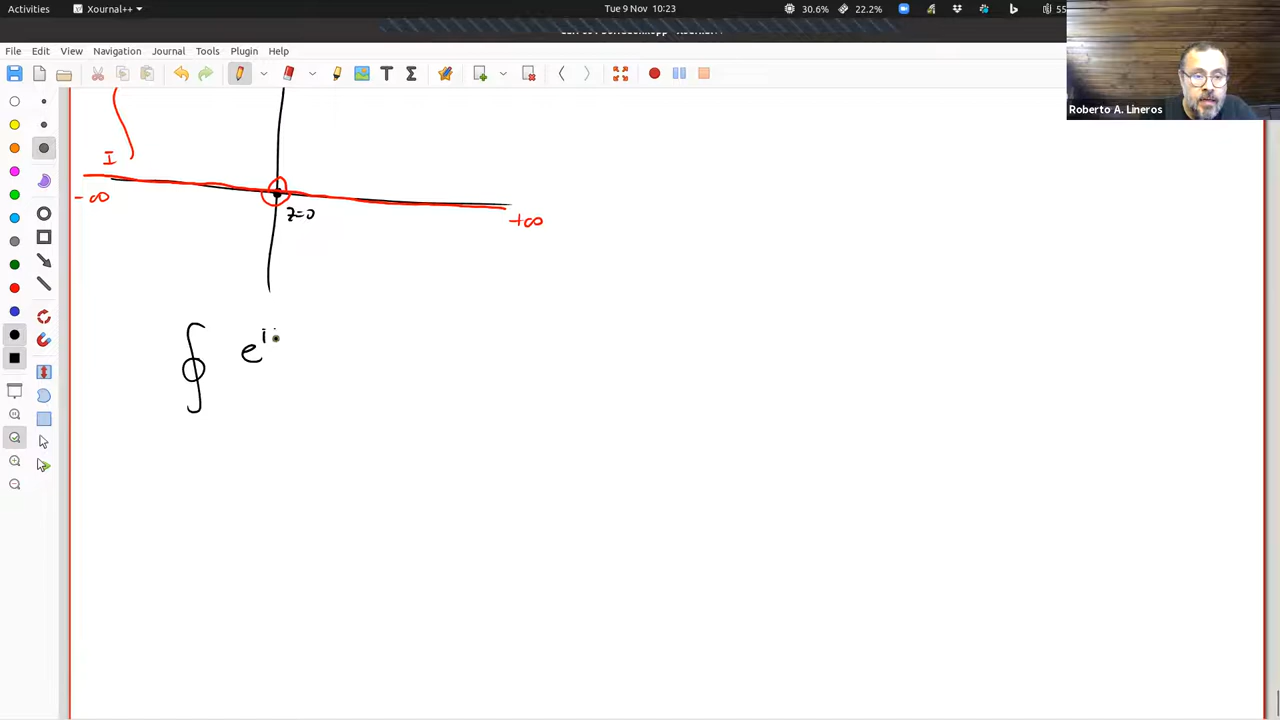 Activities
Xournal++
Tue 9 Nov 10:23
30.6%
22.2%
File Edit View Navigation Journal Tools Plugin Help
Roberto A. Lineros
I
-∞
z=0
+∞
∮ e^i